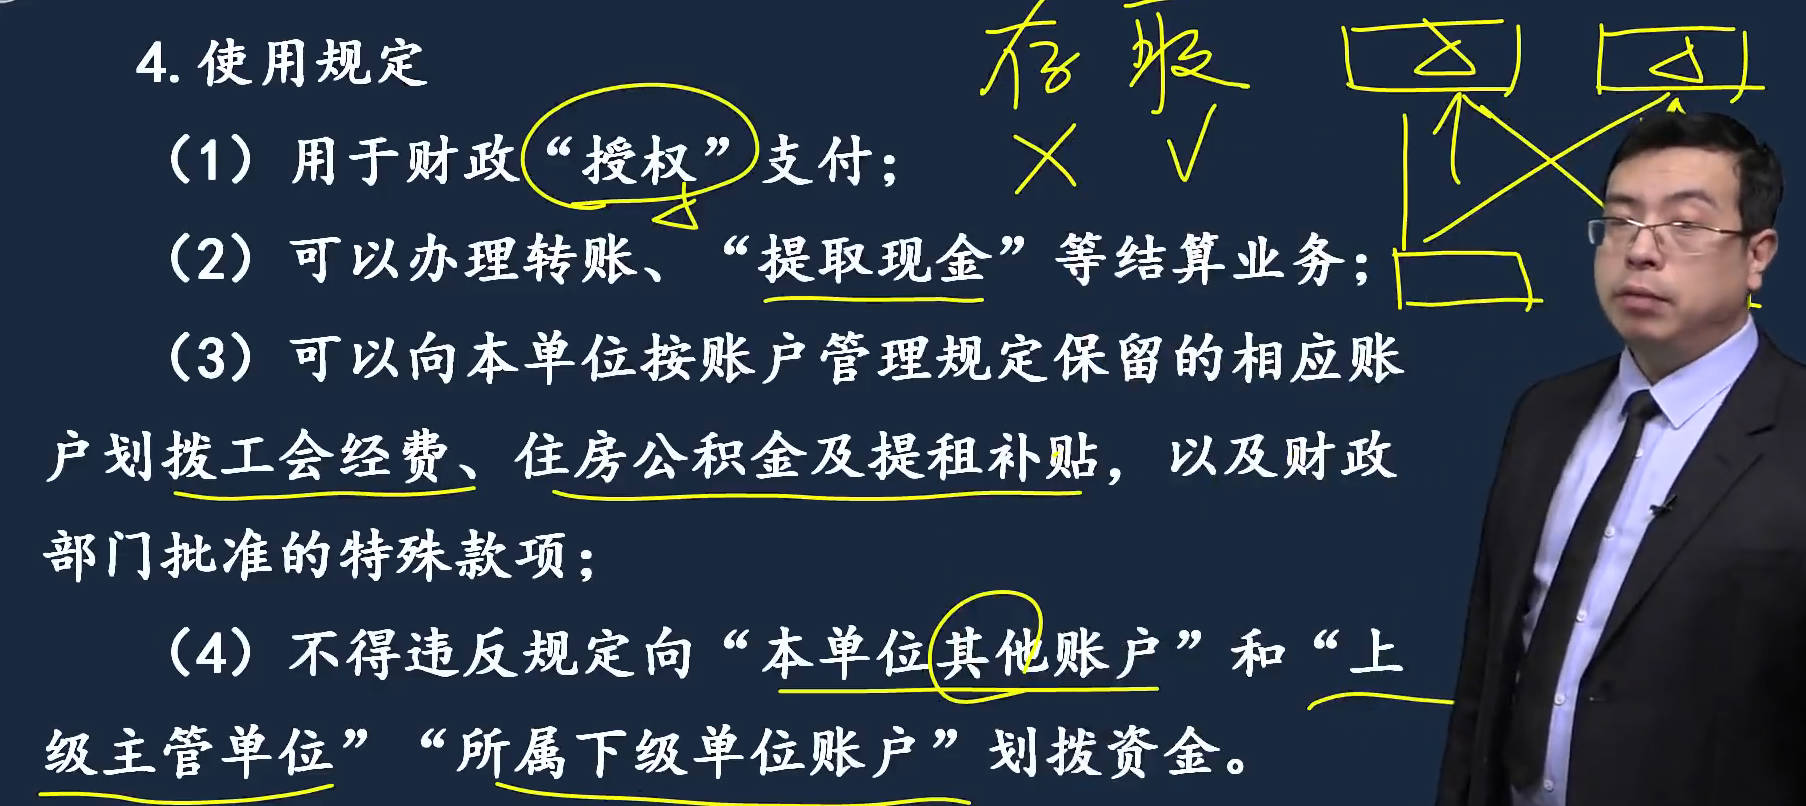 4.使用规定
存 取
（1）用于财政“授权”支付；
× √
（2）可以办理转账、“提取现金”等结算业务；
（3）可以向本单位按账户管理规定保留的相应账
户划拨工会经费、住房公积金及提租补贴，以及财政
部门批准的特殊款项；
（4）不得违反规定向“本单位其他账户”和“上
级主管单位”“所属下级单位账户”划拨资金。